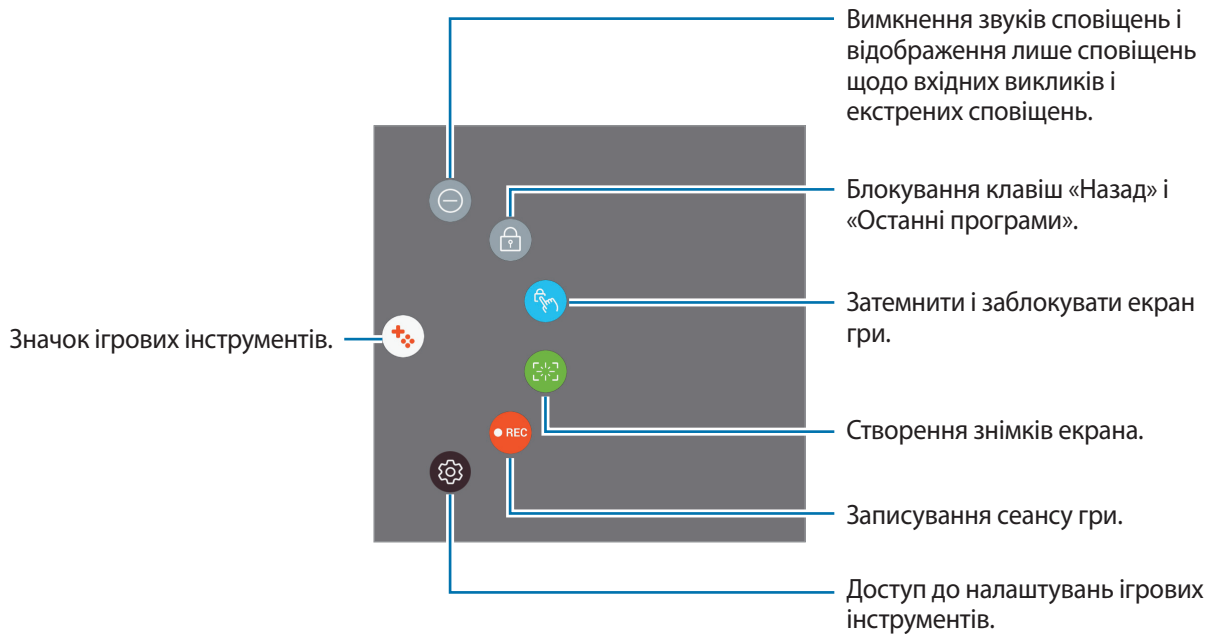 Вимкнення звуків сповіщень і
відображення лише сповіщень
щодо вхідних викликів і
екстрених сповіщень.
Блокування клавіш «Назад» і
«Останні програми».
Затемнити і заблокувати екран
гри.
Значок ігрових інструментів.
Створення знімків екрана.
REC
Записування сеансу гри.
Доступ до налаштувань ігрових
інструментів.